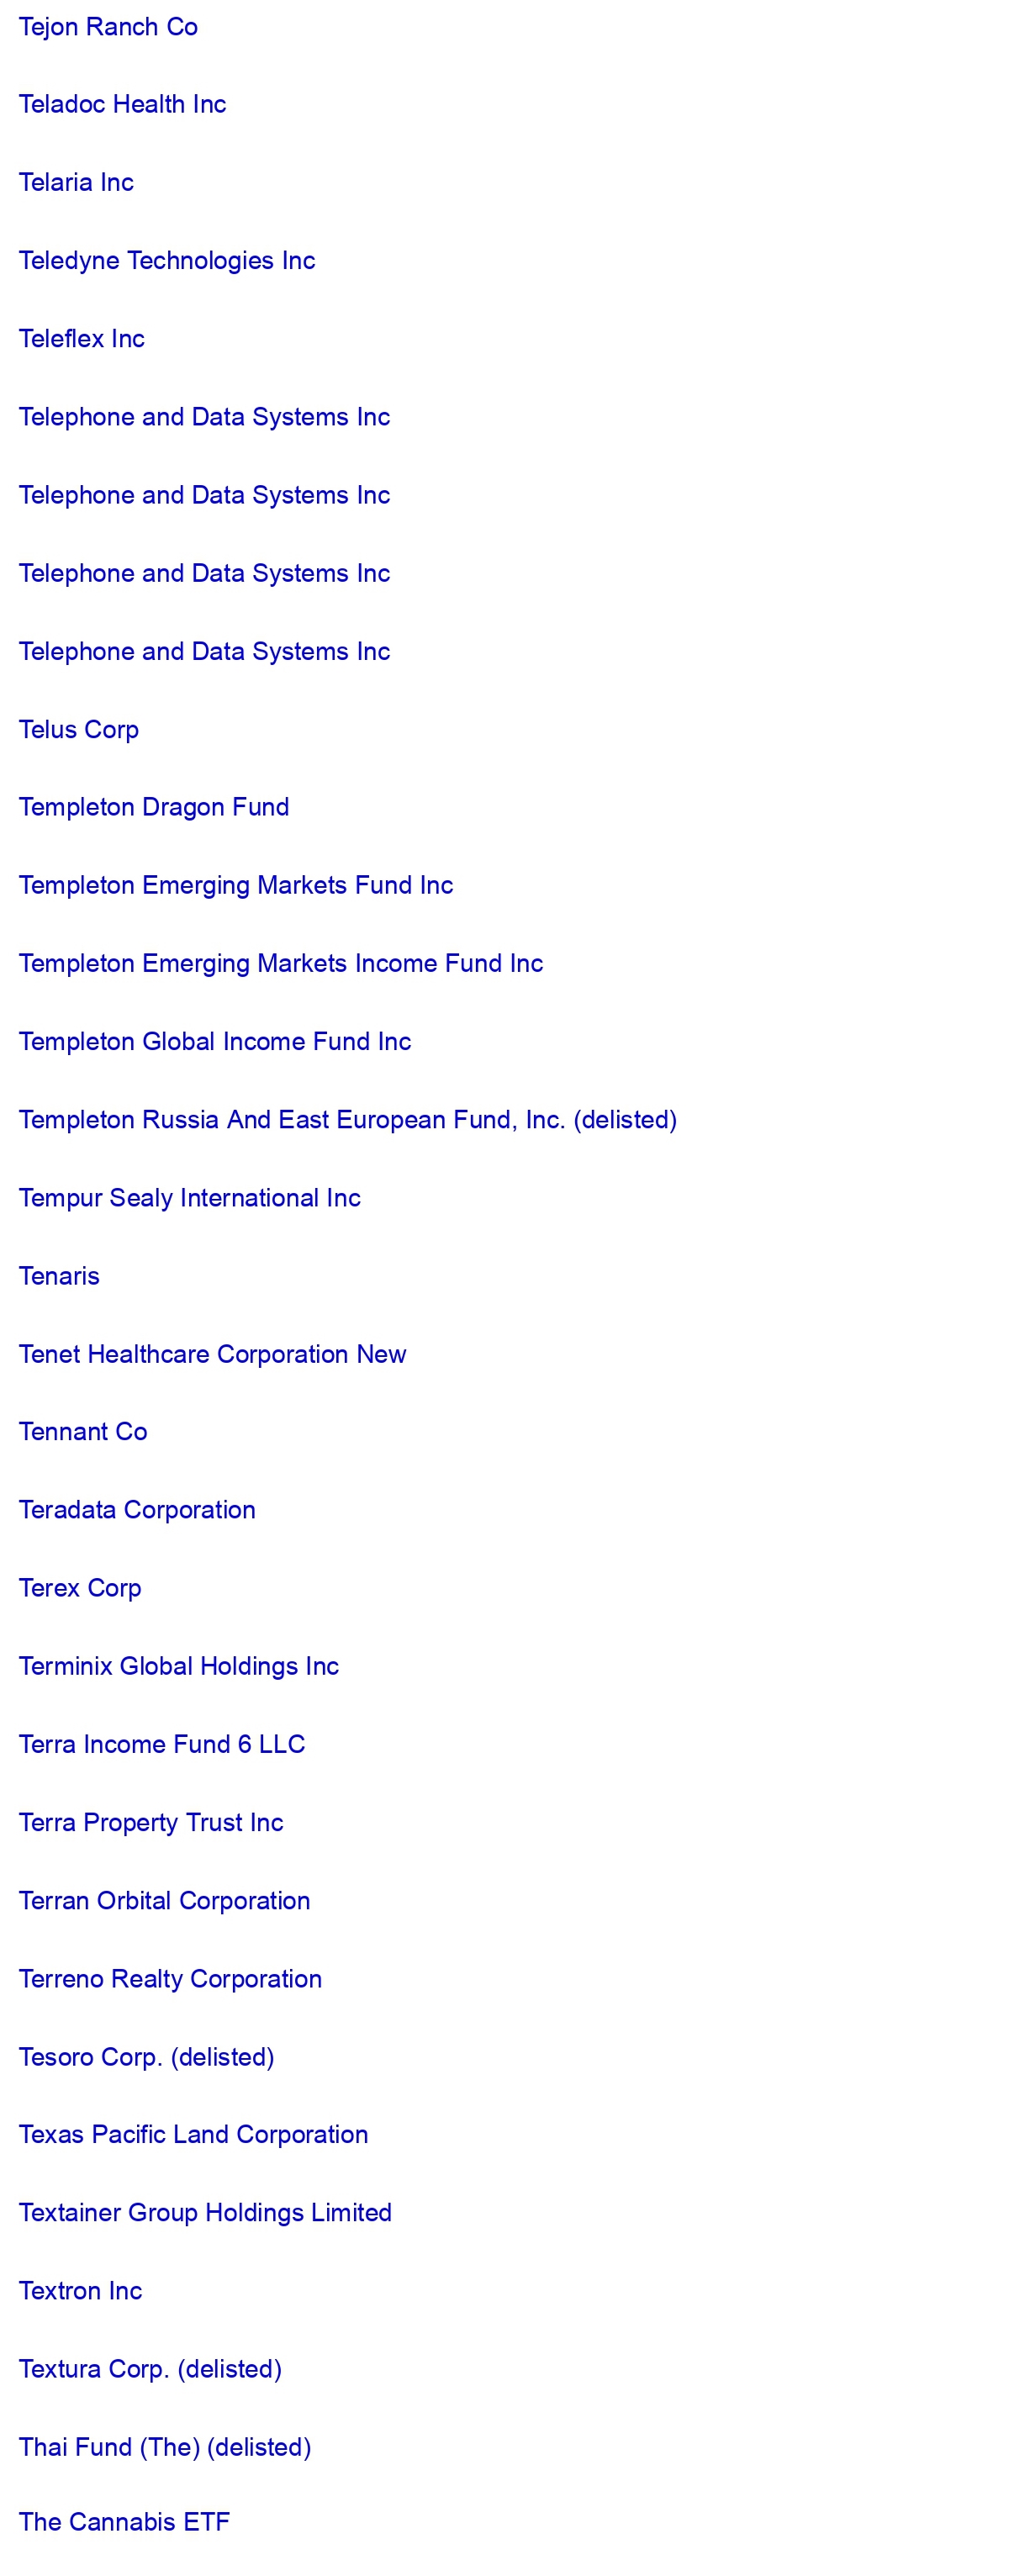 Tejon Ranch Co
Teladoc Health Inc
Telaria Inc
Teledyne Technologies Inc
Teleflex Inc
Telephone and Data Systems Inc
Telephone and Data Systems Inc
Telephone and Data Systems Inc
Telephone and Data Systems Inc
Telus Corp
Templeton Dragon Fund
Templeton Emerging Markets Fund Inc
Templeton Emerging Markets Income Fund Inc
Templeton Global Income Fund Inc
Templeton Russia And East European Fund, Inc. (delisted)
Tempur Sealy International Inc
Tenaris
Tenet Healthcare Corporation New
Tennant Co
Teradata Corporation
Terex Corp
Terminix Global Holdings Inc
Terra Income Fund 6 LLC
Terra Property Trust Inc
Terran Orbital Corporation
Terreno Realty Corporation
Tesoro Corp. (delisted)
Texas Pacific Land Corporation
Textainer Group Holdings Limited
Textron Inc
Textura Corp. (delisted)
Thai Fund (The) (delisted)
The Cannabis ETF